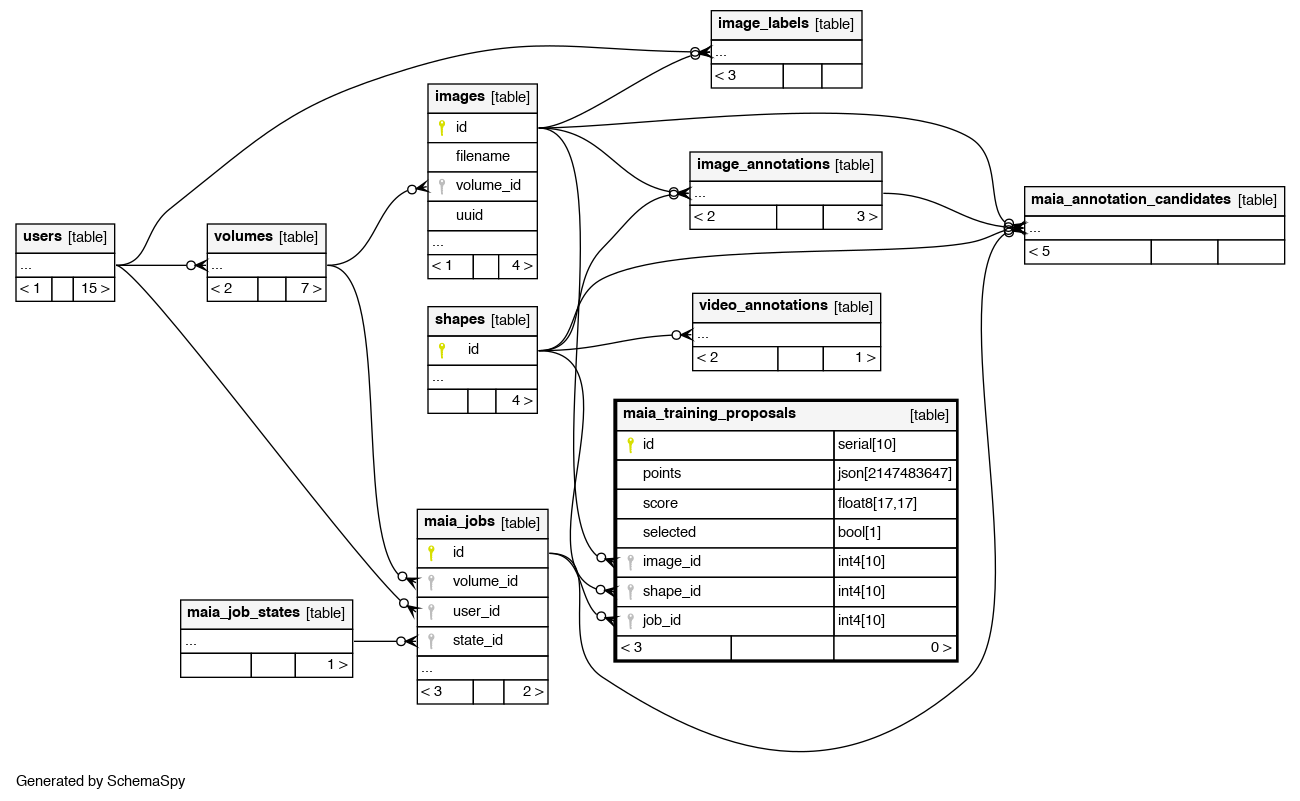 image_labels [table]
...
< 3
images [table]
id
filename
volume_id
uuid
...
< 1 4 >
image_annotations [table]
...
< 2 3 >
maia_annotation_candidates [table]
...
< 5
users [table]
...
< 1 15 >
volumes [table]
...
< 2 7 >
shapes [table]
id
...
4 >
video_annotations [table]
...
< 2 1 >
maia_training_proposals [table]
id serial[10]
points json[2147483647]
score float8[17,17]
selected bool[1]
image_id int4[10]
shape_id int4[10]
job_id int4[10]
< 3 0 >
maia_jobs [table]
id
volume_id
user_id
state_id
...
< 3 2 >
maia_job_states [table]
...
1 >
Generated by SchemaSpy